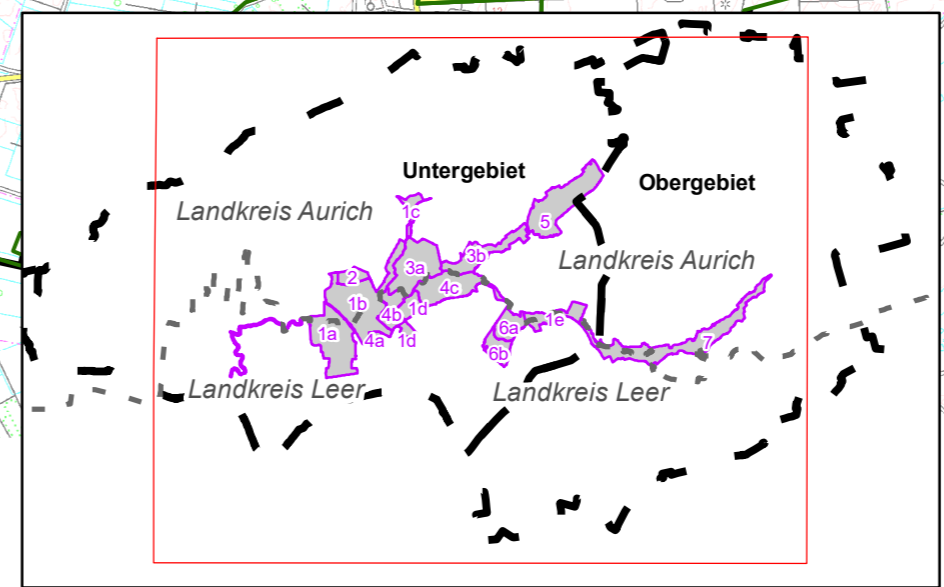 Untergebiet
Obergebiet
Landkreis Aurich
1c
5
Landkreis Aurich
3b
3a
2
4c
1b
1d
4b
1e
6a
1a
4a
1d
7
6b
Landkreis Leer
Landkreis Leer